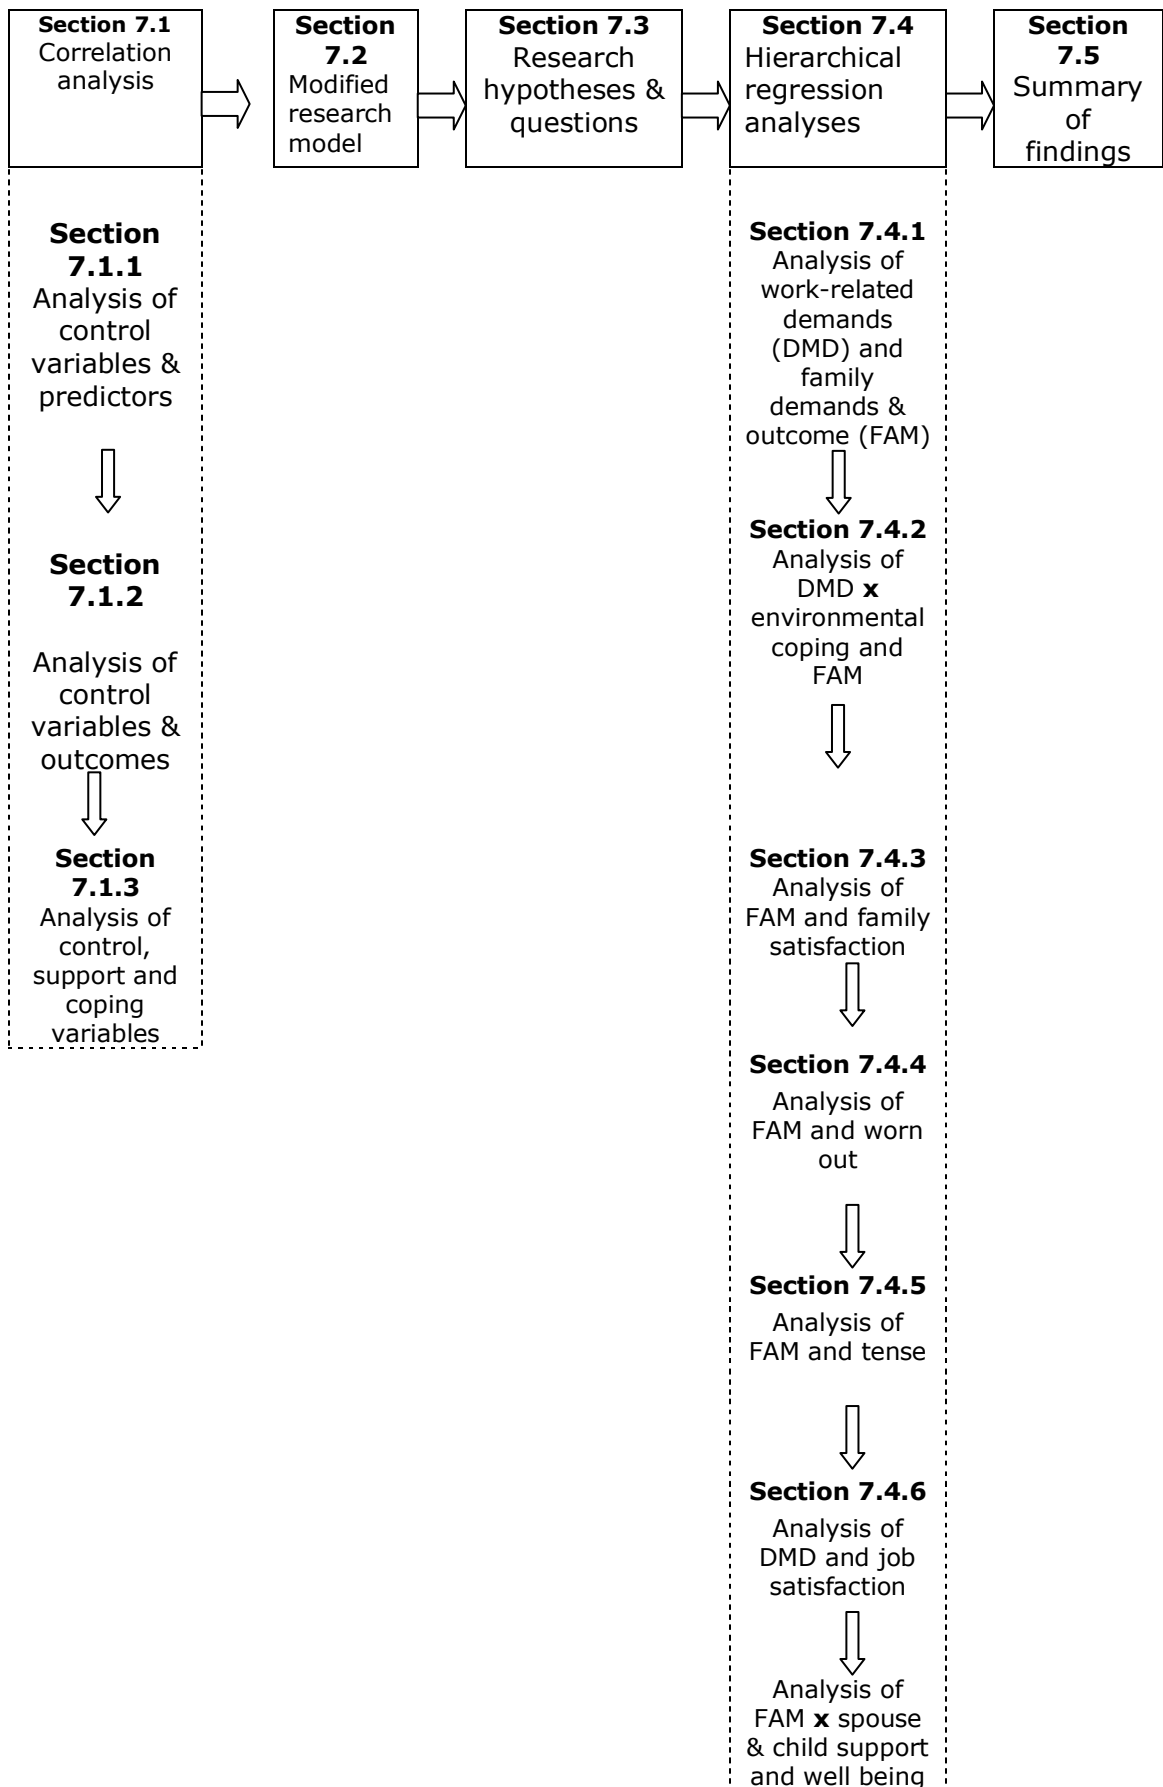 Section 7.1
Correlation
analysis
Section
7.2
Modified
research
model
Section 7.3
Research
hypotheses &
questions
Section 7.4
Hierarchical
regression
analyses
Section
7.5
Summary
of
findings
Section
7.1.1
Analysis of
control
variables &
predictors
Section
7.1.2
Analysis of
control
variables &
outcomes
Section
7.1.3
Analysis of
control,
support and
coping
variables
Section 7.4.1
Analysis of
work-related
demands
(DMD) and
family
demands &
outcome (FAM)
Section 7.4.2
Analysis of
DMD x
environmental
coping and
FAM
Section 7.4.3
Analysis of
FAM and family
satisfaction
Section 7.4.4
Analysis of
FAM and worn
out
Section 7.4.5
Analysis of
FAM and tense
Section 7.4.6
Analysis of
DMD and job
satisfaction
Analysis of
FAM x spouse
& child support
and well being